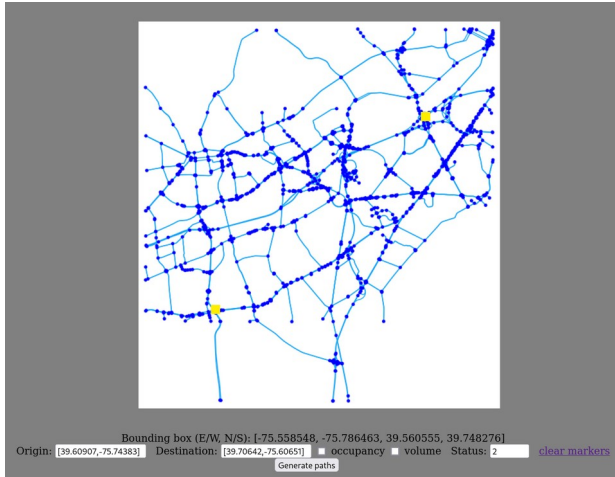 Bounding box (E/W, N/S): [-75.558548, -75.786463, 39.560555, 39.748276]
Origin: [39.60907,-75.74383] Destination: [39.70642,-75.60651] occupancy volume Status: 2 clear markers
Generate paths